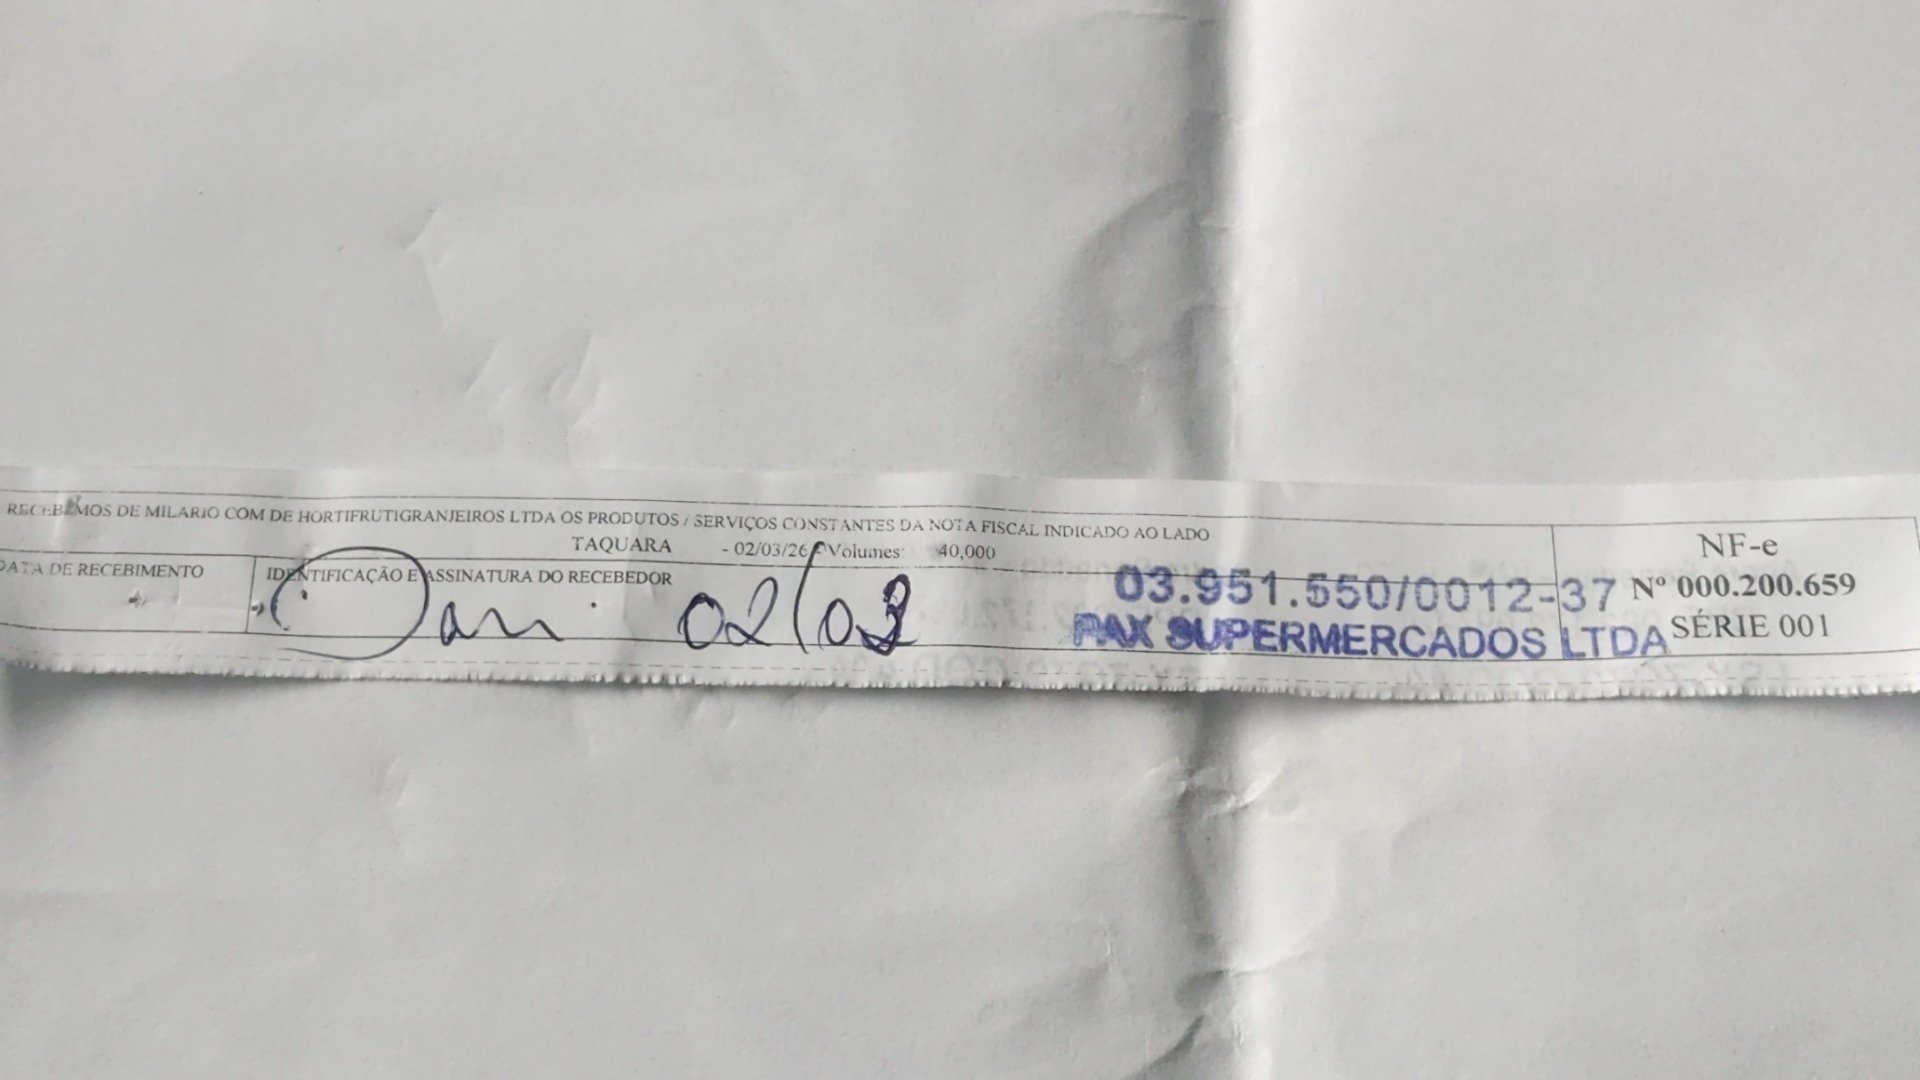 RECEBEMOS DE MILARIO COM DE HORTIFRUTIGRANJEIROS LTDA OS PRODUTOS / SERVIÇOS CONSTANTES DA NOTA FISCAL INDICADO AO LADO
TAQUARA - 02/03/26 Volumes: 40,000
DATA DE RECEBIMENTO
IDENTIFICAÇÃO E ASSINATURA DO RECEBEDOR
Dani 02/03
03.951.550/0012-37
PAX SUPERMERCADOS LTDA
NF-e
Nº 000.200.659
SÉRIE 001